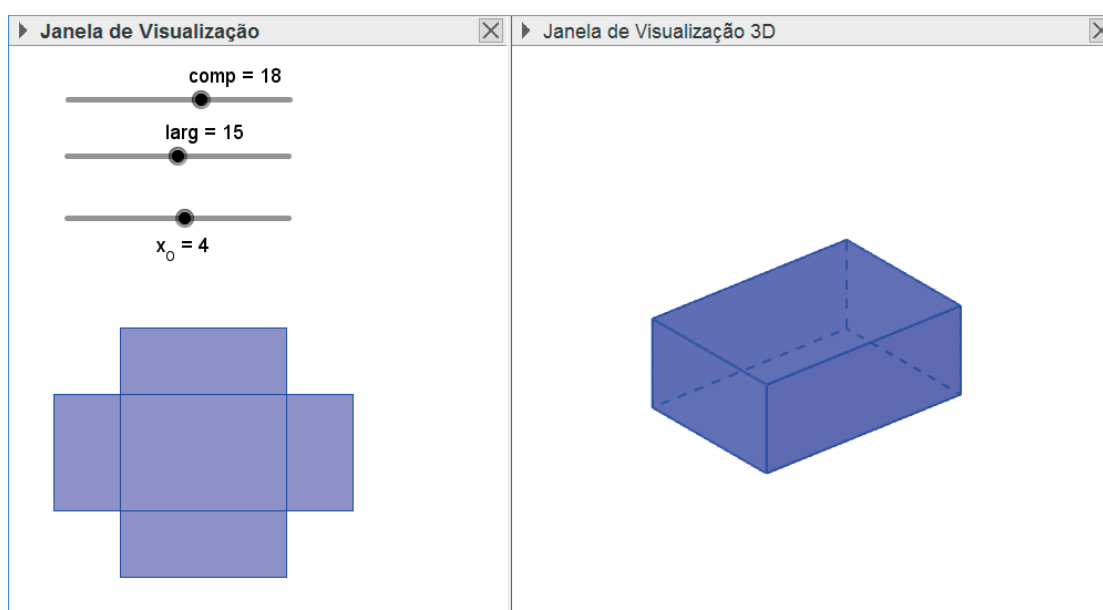 Janela de Visualização
comp = 18
larg = 15
x₀ = 4
Janela de Visualização 3D